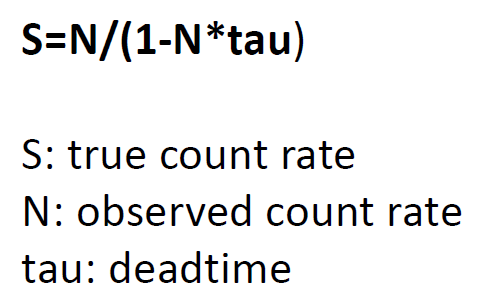 S=N/(1-N*tau)
S: true count rate
N: observed count rate
tau: deadtime